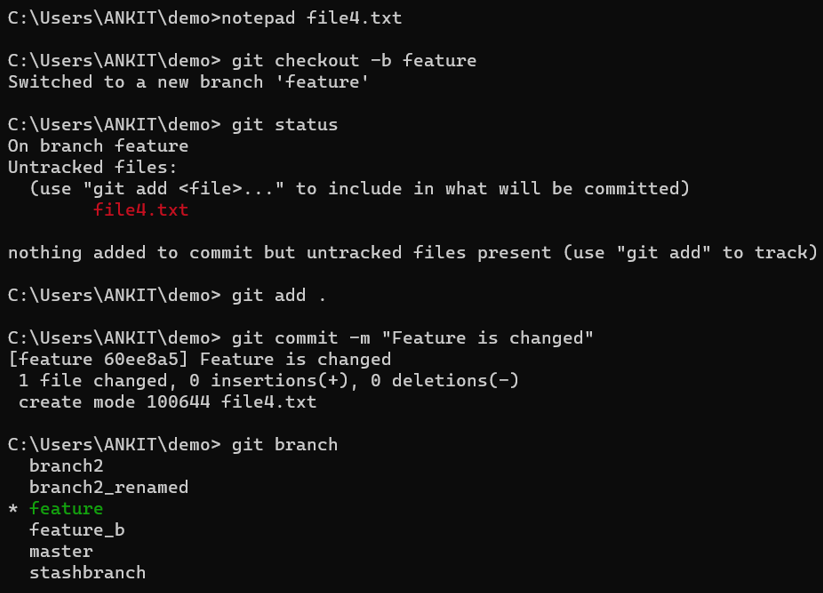 C:\Users\ANKIT\demo>notepad file4.txt
C:\Users\ANKIT\demo> git checkout -b feature
Switched to a new branch 'feature'
C:\Users\ANKIT\demo> git status
On branch feature
Untracked files:
  (use "git add <file>..." to include in what will be committed)
        file4.txt
nothing added to commit but untracked files present (use "git add" to track)
C:\Users\ANKIT\demo> git add .
C:\Users\ANKIT\demo> git commit -m "Feature is changed"
[feature 60ee8a5] Feature is changed
 1 file changed, 0 insertions(+), 0 deletions(-)
 create mode 100644 file4.txt
C:\Users\ANKIT\demo> git branch
  branch2
  branch2_renamed
* feature
  feature_b
  master
  stashbranch